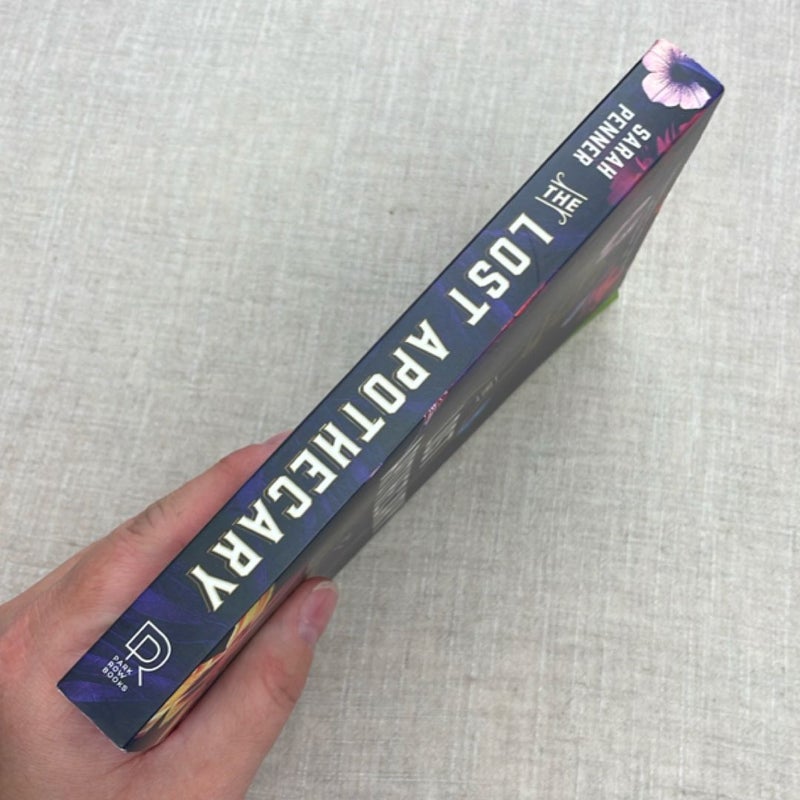 SARAH
PENNER
THE
LOST APOTHECARY
PARK
ROW
BOOKS